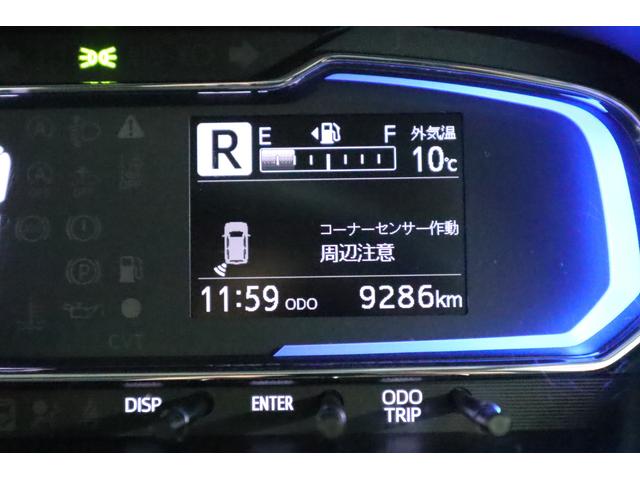 R E F 外気温
10℃
コーナーセンサー作動
周辺注意
11:59 ODO 9286km
CVT
DISP ENTER ODO TRIP